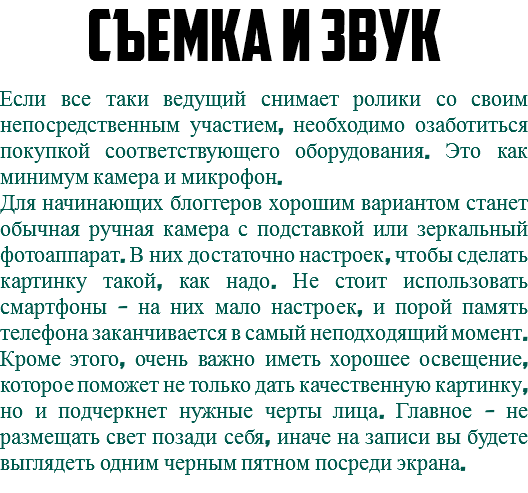 СЪЕМКА И ЗВУК
Если все таки ведущий снимает ролики со своим
непосредственным участием, необходимо озаботиться
покупкой соответствующего оборудования. Это как
минимум камера и микрофон.
Для начинающих блоггеров хорошим вариантом станет
обычная ручная камера с подставкой или зеркальный
фотоаппарат. В них достаточно настроек, чтобы сделать
картинку такой, как надо. Не стоит использовать
смартфоны - на них мало настроек, и порой память
телефона заканчивается в самый неподходящий момент.
Кроме этого, очень важно иметь хорошее освещение,
которое поможет не только дать качественную картинку,
но и подчеркнет нужные черты лица. Главное - не
размещать свет позади себя, иначе на записи вы будете
выглядеть одним черным пятном посреди экрана.